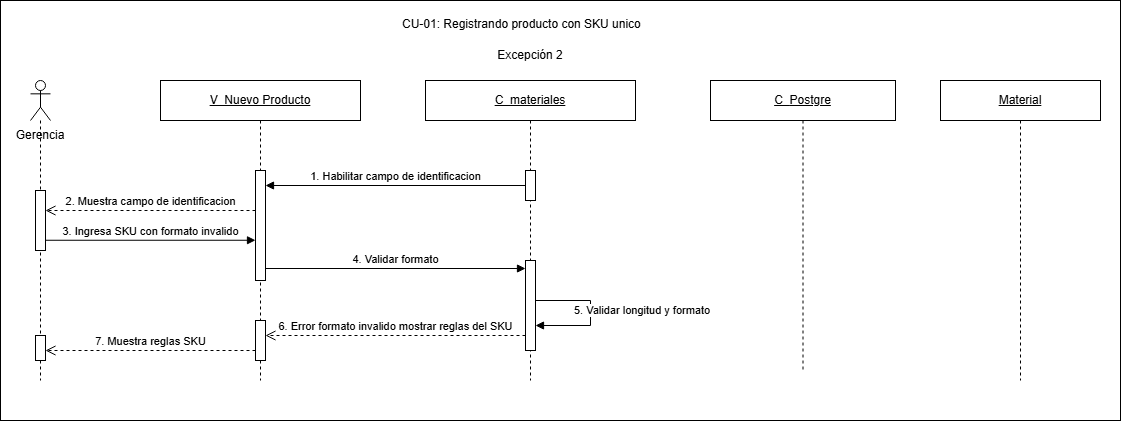 CU-01: Registrando producto con SKU unico
Excepción 2
Gerencia
V_Nuevo Producto
C_materiales
C_Postgre
Material
1. Habilitar campo de identificacion
2. Muestra campo de identificacion
3. Ingresa SKU con formato invalido
4. Validar formato
5. Validar longitud y formato
6. Error formato invalido mostrar reglas del SKU
7. Muestra reglas SKU